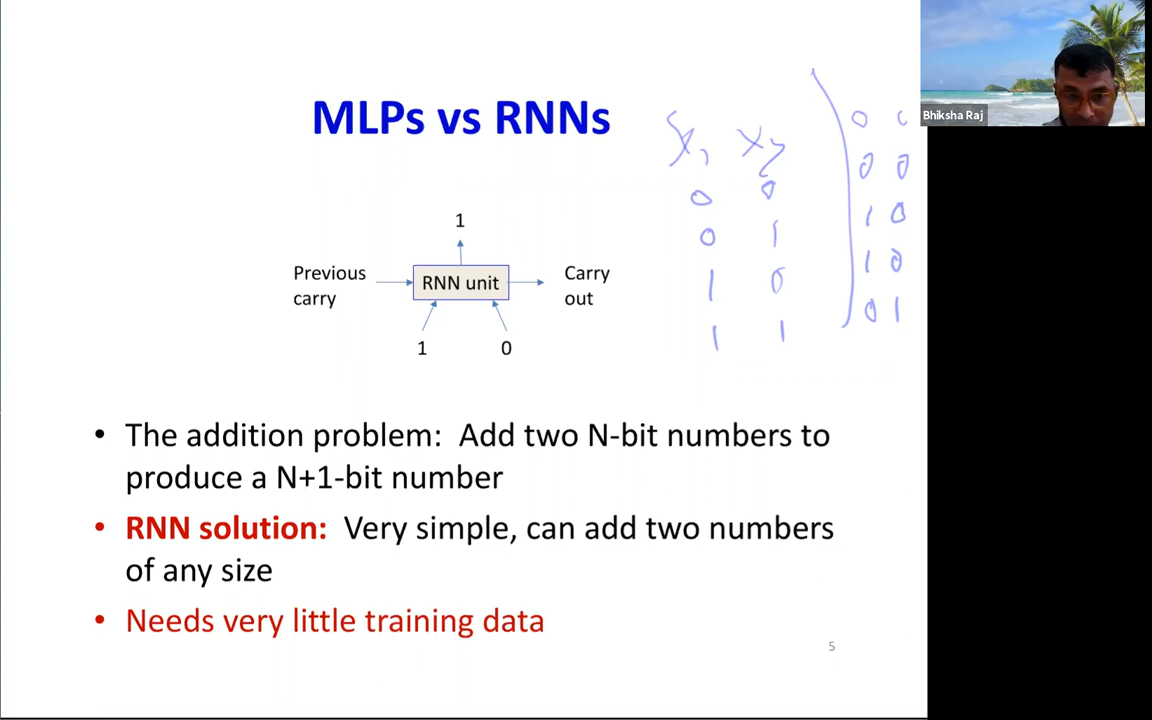 Bhiksha Raj
MLPs vs RNNs
X1 X2 0 C
0 0 0 0
0 1 1 0
1 0 1 0
1 1 0 1
1
Previous carry
RNN unit
Carry out
1 0
• The addition problem: Add two N-bit numbers to
produce a N+1-bit number
• RNN solution: Very simple, can add two numbers
of any size
• Needs very little training data
5